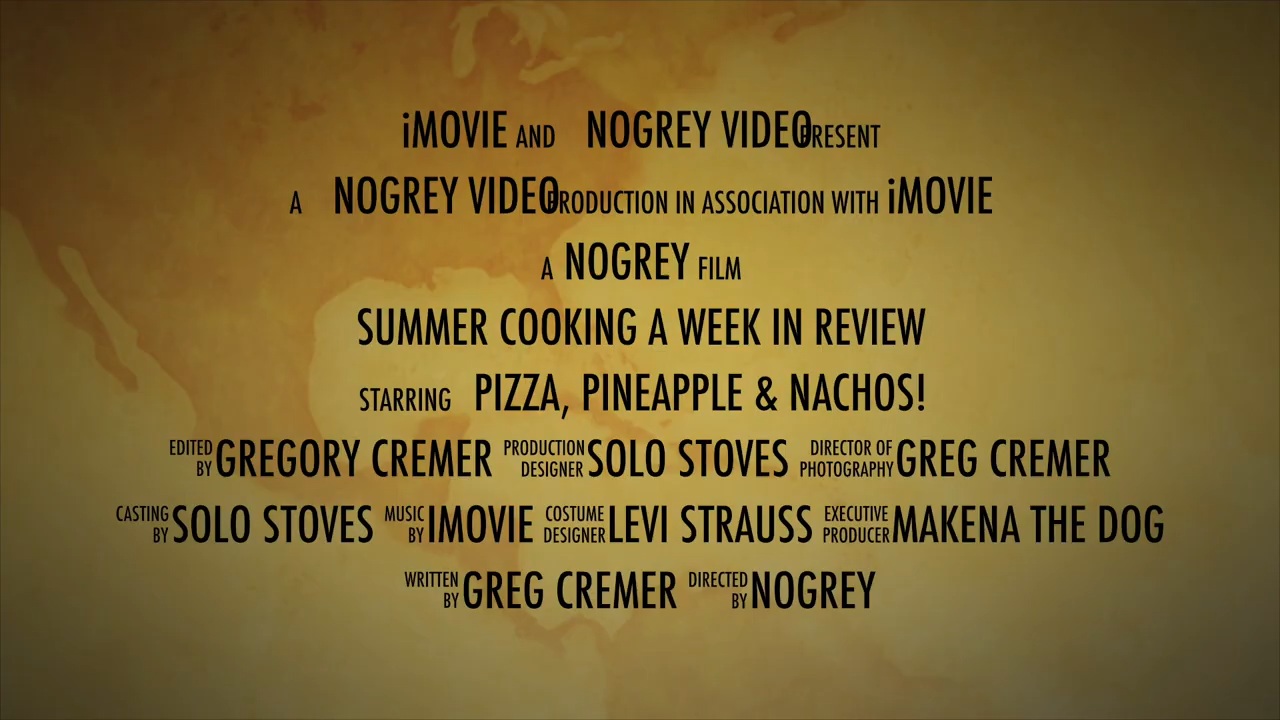 iMOVIE AND NOGREY VIDEO PRESENT
A NOGREY VIDEO PRODUCTION IN ASSOCIATION WITH iMOVIE
A NOGREY FILM
SUMMER COOKING A WEEK IN REVIEW
STARRING PIZZA, PINEAPPLE & NACHOS!
EDITED BY GREGORY CREMER PRODUCTION DESIGNER SOLO STOVES DIRECTOR OF PHOTOGRAPHY GREG CREMER
CASTING BY SOLO STOVES MUSIC BY IMOVIE COSTUME DESIGNER LEVI STRAUSS EXECUTIVE PRODUCER MAKENA THE DOG
WRITTEN BY GREG CREMER DIRECTED BY NOGREY